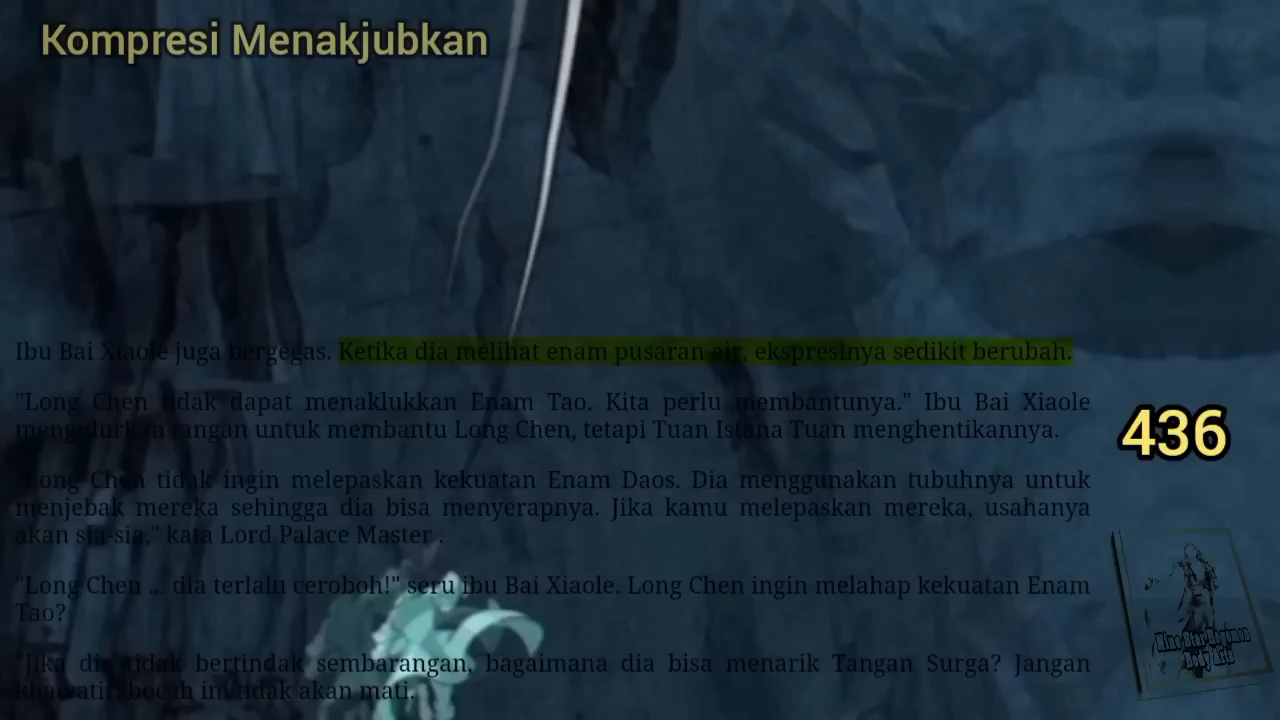 Kompresi Menakjubkan
Ibu Bai Xiaole juga bergegas. Ketika dia melihat enam pusaran air, ekspresinya sedikit berubah.
"Long Chen tidak dapat menaklukkan Enam Tao. Kita perlu membantunya." Ibu Bai Xiaole
mengulurkan tangan untuk membantu Long Chen, tetapi Tuan Istana Tuan menghentikannya.
436
"Long Chen tidak ingin melepaskan kekuatan Enam Daos. Dia menggunakan tubuhnya untuk
menjebak mereka sehingga dia bisa menyerapnya. Jika kamu melepaskan mereka, usahanya
akan sia-sia," kata Lord Palace Master .
"Long Chen ... dia terlalu ceroboh!" seru Ibu Bai Xiaole. Long Chen ingin melahap kekuatan Enam
Tao?
"Jika dia tidak bertindak sembarangan, bagaimana dia bisa menarik Tangan Surga? Jangan
khawatir, bocah ini tidak akan mati.
Nine Star Hegemon
Body Arts